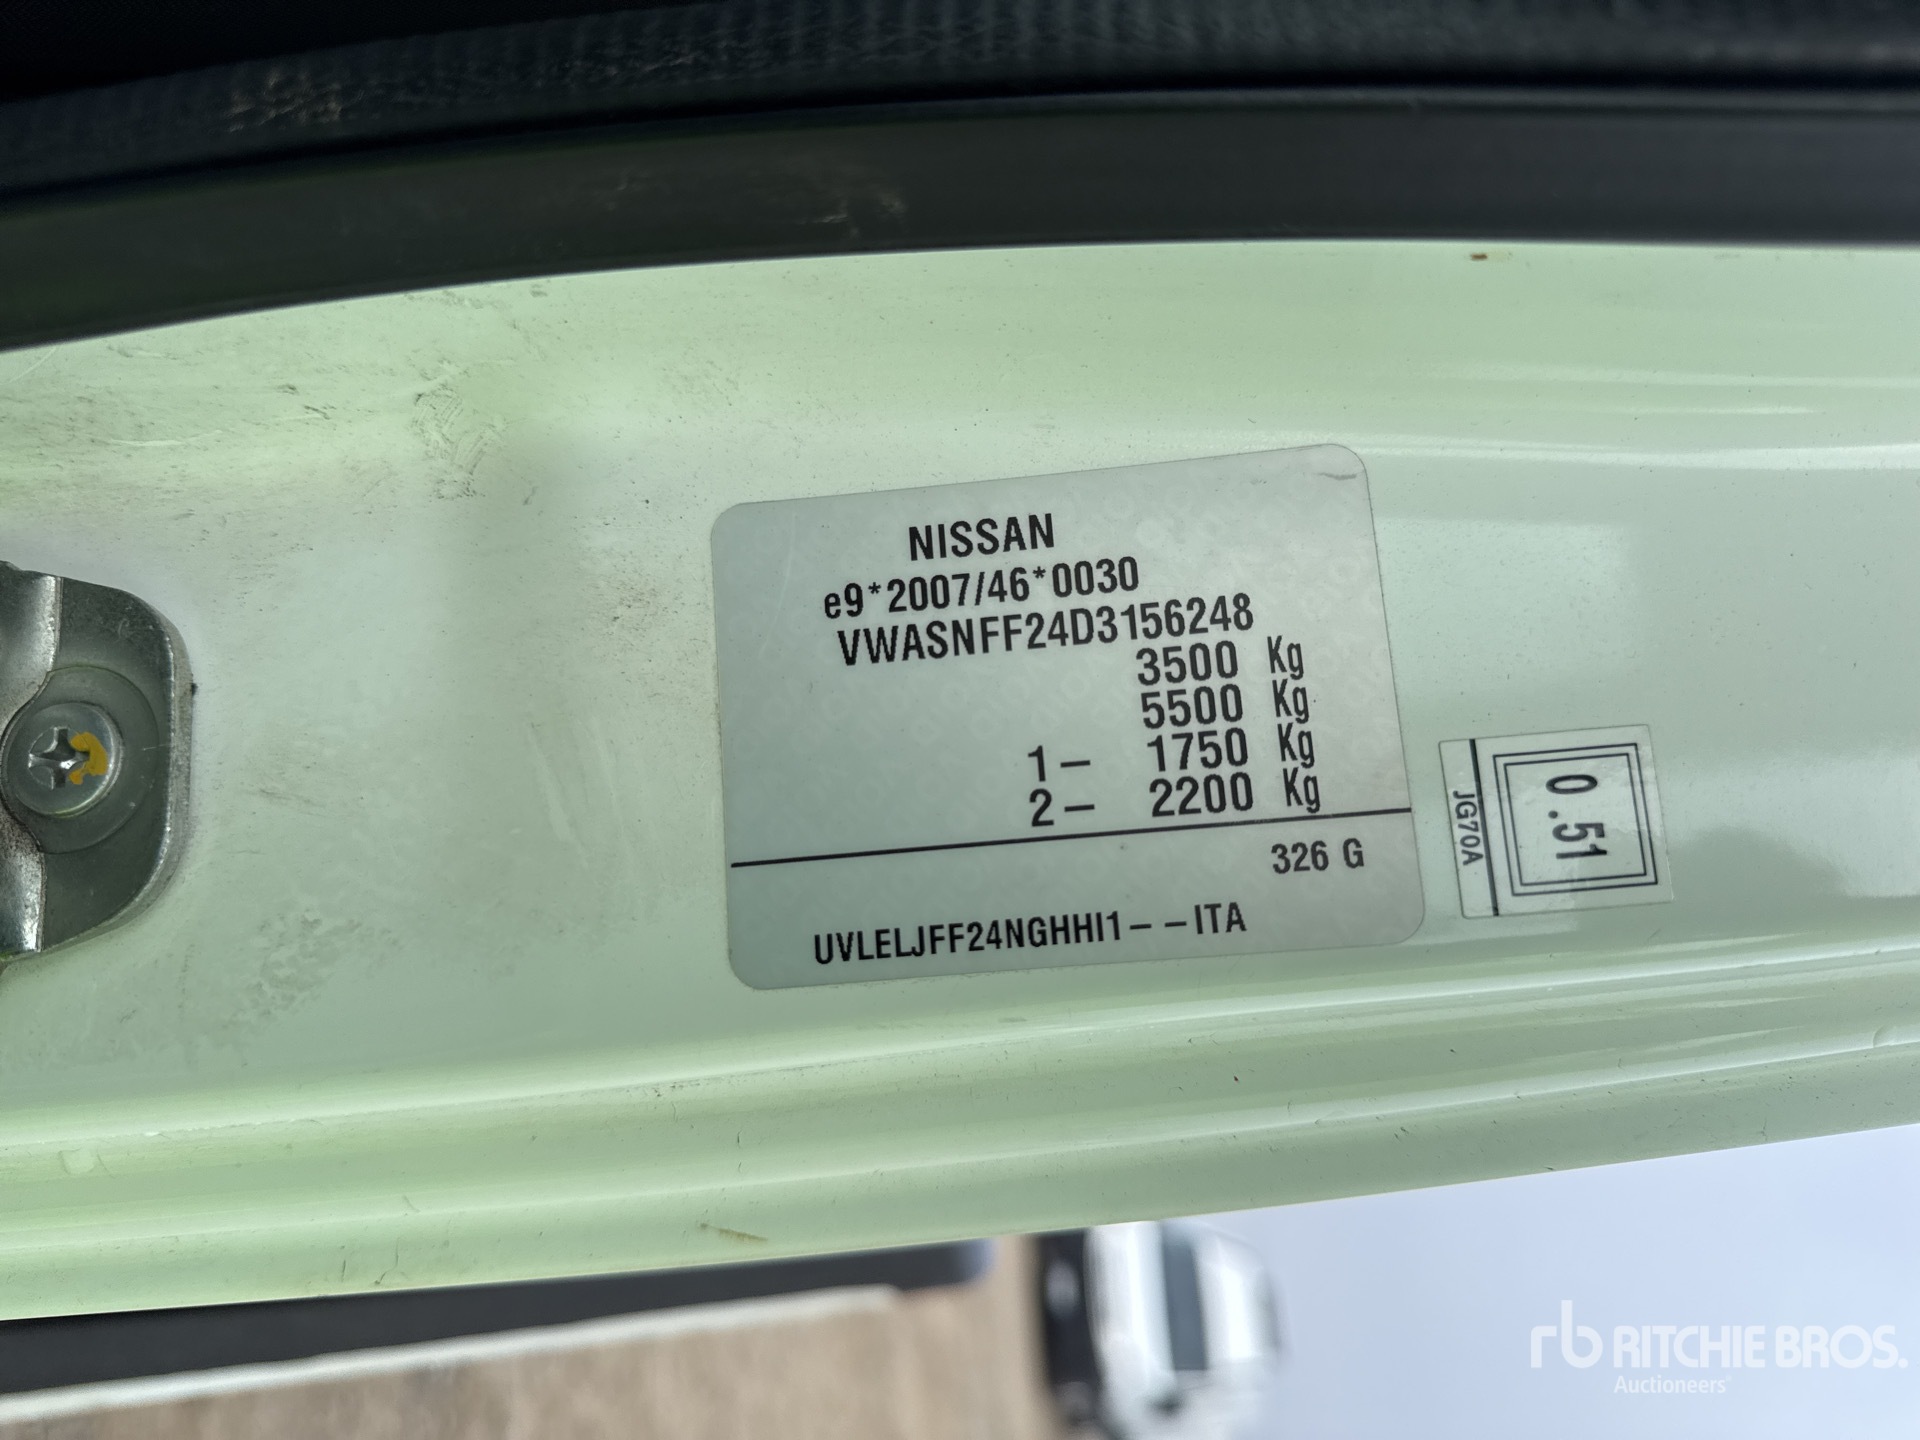 NISSAN
e9*2007/46*0030
VWASNFF24D3156248
3500 Kg
5500 Kg
1- 1750 Kg
2- 2200 Kg
326 G
UVLELJFF24NGHHI1--ITA
0.51
JG70A
rb RITCHIE BROS.
Auctioneers